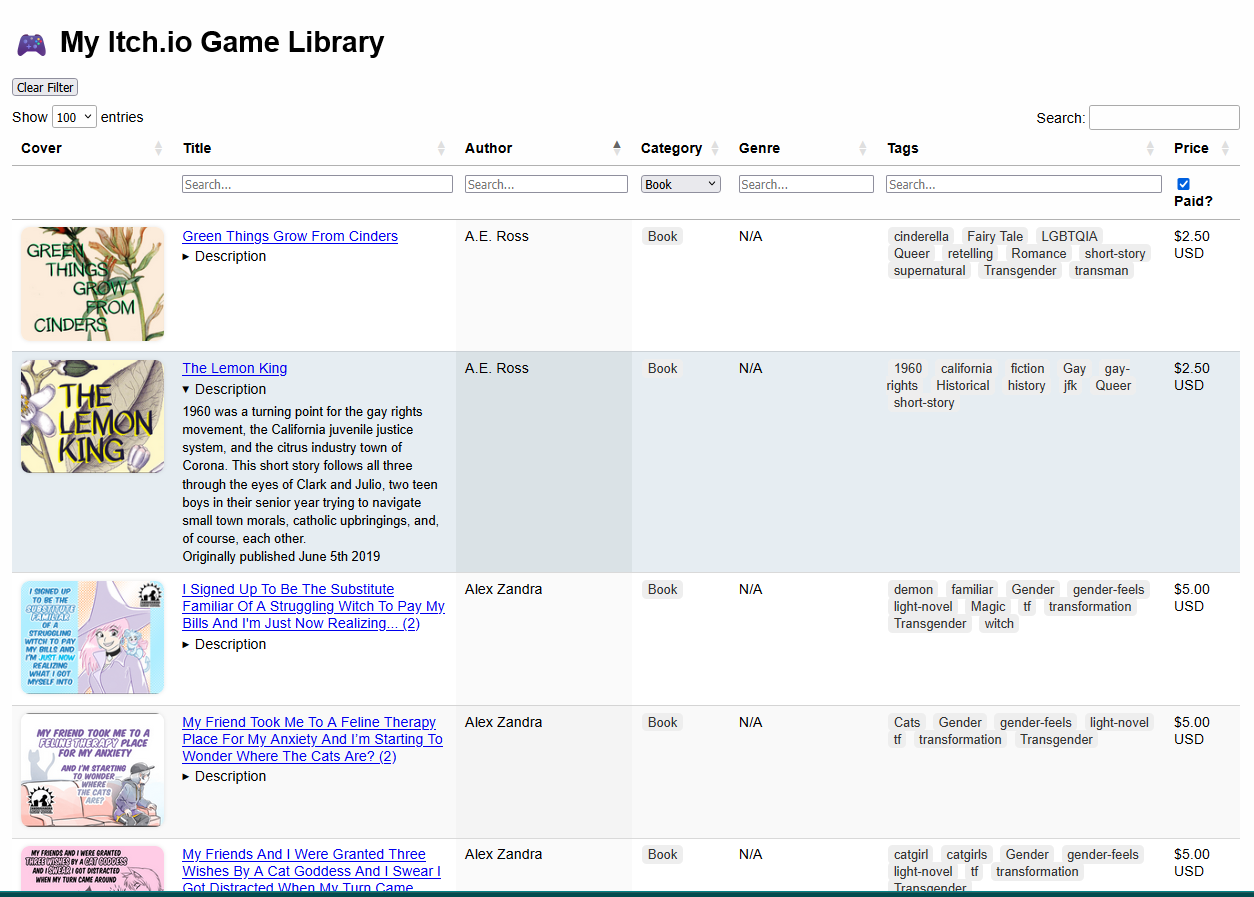 My Itch.io Game Library
Clear Filter
Show 100 entries
Search:
Cover Title Author Category Genre Tags Price
Search... Search... Book Search... Search... Paid?
GREEN
THINGS
GROW
FROM
CINDERS
Green Things Grow From Cinders
Description
A.E. Ross
Book
N/A
cinderella Fairy Tale LGBTQIA
Queer retelling Romance short-story
supernatural Transgender transman
$2.50
USD
THE
LEMON
KING
The Lemon King
Description
1960 was a turning point for the gay rights
movement, the California juvenile justice
system, and the citrus industry town of
Corona. This short story follows all three
through the eyes of Clark and Julio, two teen
boys in their senior year trying to navigate
small town morals, catholic upbringings, and,
of course, each other.
Originally published June 5th 2019
A.E. Ross
Book
N/A
1960 california fiction Gay gay-
rights Historical history jfk Queer
short-story
$2.50
USD
I SIGNED UP
TO BE THE
SUBSTITUTE
FAMILIAR
OF A
STRUGGLING
WITCH TO PAY
MY BILLS AND
I'M JUST NOW
REALIZING
WHAT I GOT
MYSELF INTO
I Signed Up To Be The Substitute
Familiar Of A Struggling Witch To Pay My
Bills And I'm Just Now Realizing... (2)
Description
Alex Zandra
Book
N/A
demon familiar Gender gender-feels
light-novel Magic tf transformation
Transgender witch
$5.00
USD
MY FRIEND TOOK ME TO A
FELINE THERAPY PLACE
FOR MY ANXIETY
AND I'M STARTING
TO WONDER
WHERE
THE CATS
ARE?
My Friend Took Me To A Feline Therapy
Place For My Anxiety And I’m Starting To
Wonder Where The Cats Are? (2)
Description
Alex Zandra
Book
N/A
Cats Gender gender-feels light-novel
tf transformation Transgender
$5.00
USD
MY FRIENDS AND I WERE GRANTED
THREE WISHES BY A CAT GODDESS
AND I SWEAR I GOT DISTRACTED
WHEN MY TURN CAME AROUND
My Friends And I Were Granted Three
Wishes By A Cat Goddess And I Swear I
Got Distracted When My Turn Came
Alex Zandra
Book
N/A
catgirl catgirls Gender gender-feels
light-novel tf transformation
Transgender
$5.00
USD